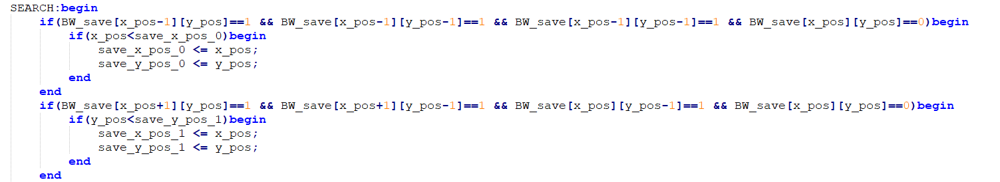 SEARCH:begin
if(BW_save[x_pos-1][y_pos]==1 && BW_save[x_pos-1][y_pos-1]==1 && BW_save[x_pos-1][y_pos-1]==1 && BW_save[x_pos][y_pos]==0)begin
if(x_pos<save_x_pos_0)begin
save_x_pos_0 <= x_pos;
save_y_pos_0 <= y_pos;
end
end
if(BW_save[x_pos+1][y_pos]==1 && BW_save[x_pos+1][y_pos-1]==1 && BW_save[x_pos][y_pos-1]==1 && BW_save[x_pos][y_pos]==0)begin
if(y_pos<save_y_pos_1)begin
save_x_pos_1 <= x_pos;
save_y_pos_1 <= y_pos;
end
end